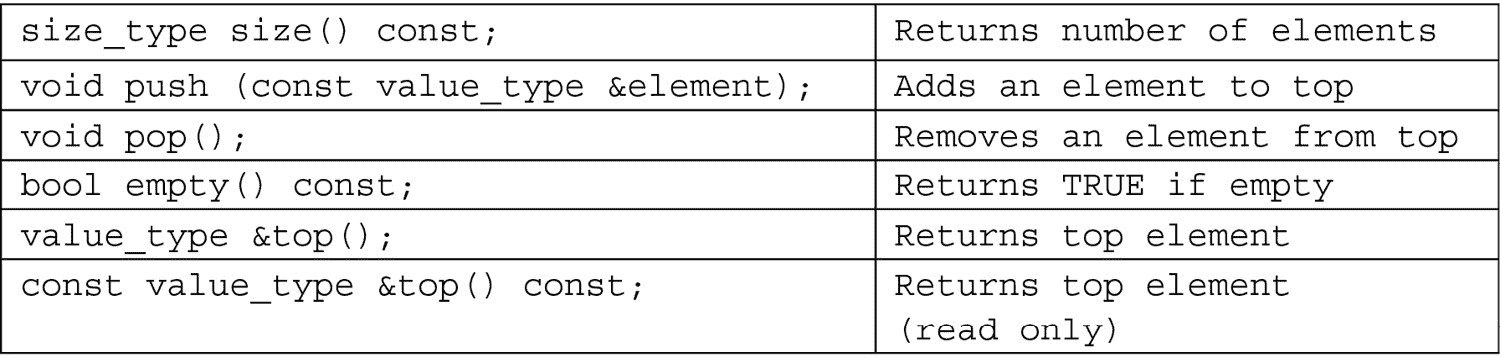 size_type size() const; Returns number of elements
void push (const value_type &element); Adds an element to top
void pop(); Removes an element from top
bool empty() const; Returns TRUE if empty
value_type &top(); Returns top element
const value_type &top() const; Returns top element
(read only)